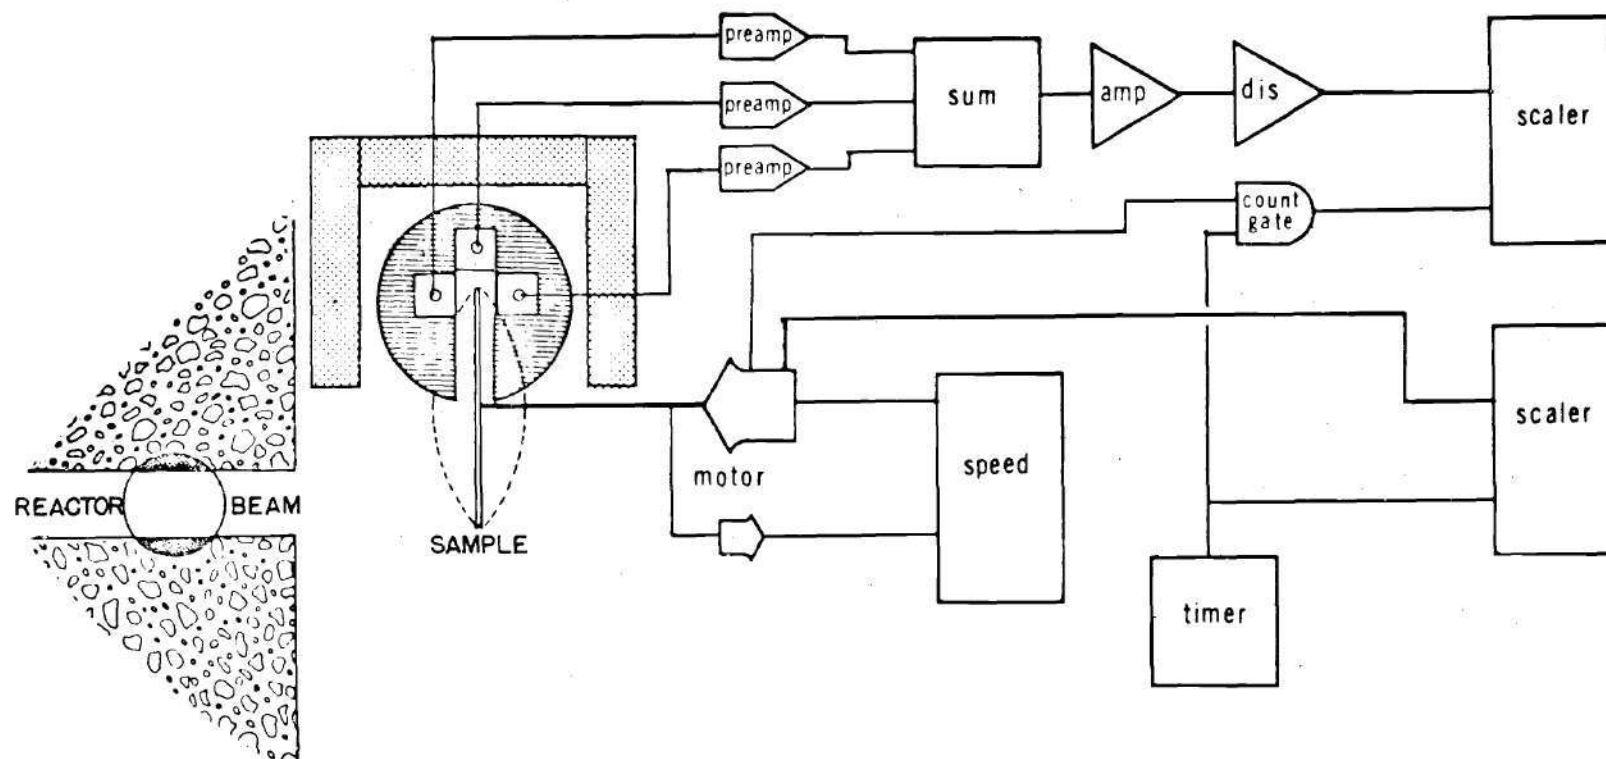 preamp
preamp
preamp
sum
amp
dis
scaler
count
gate
scaler
speed
motor
REACTOR BEAM
SAMPLE
timer